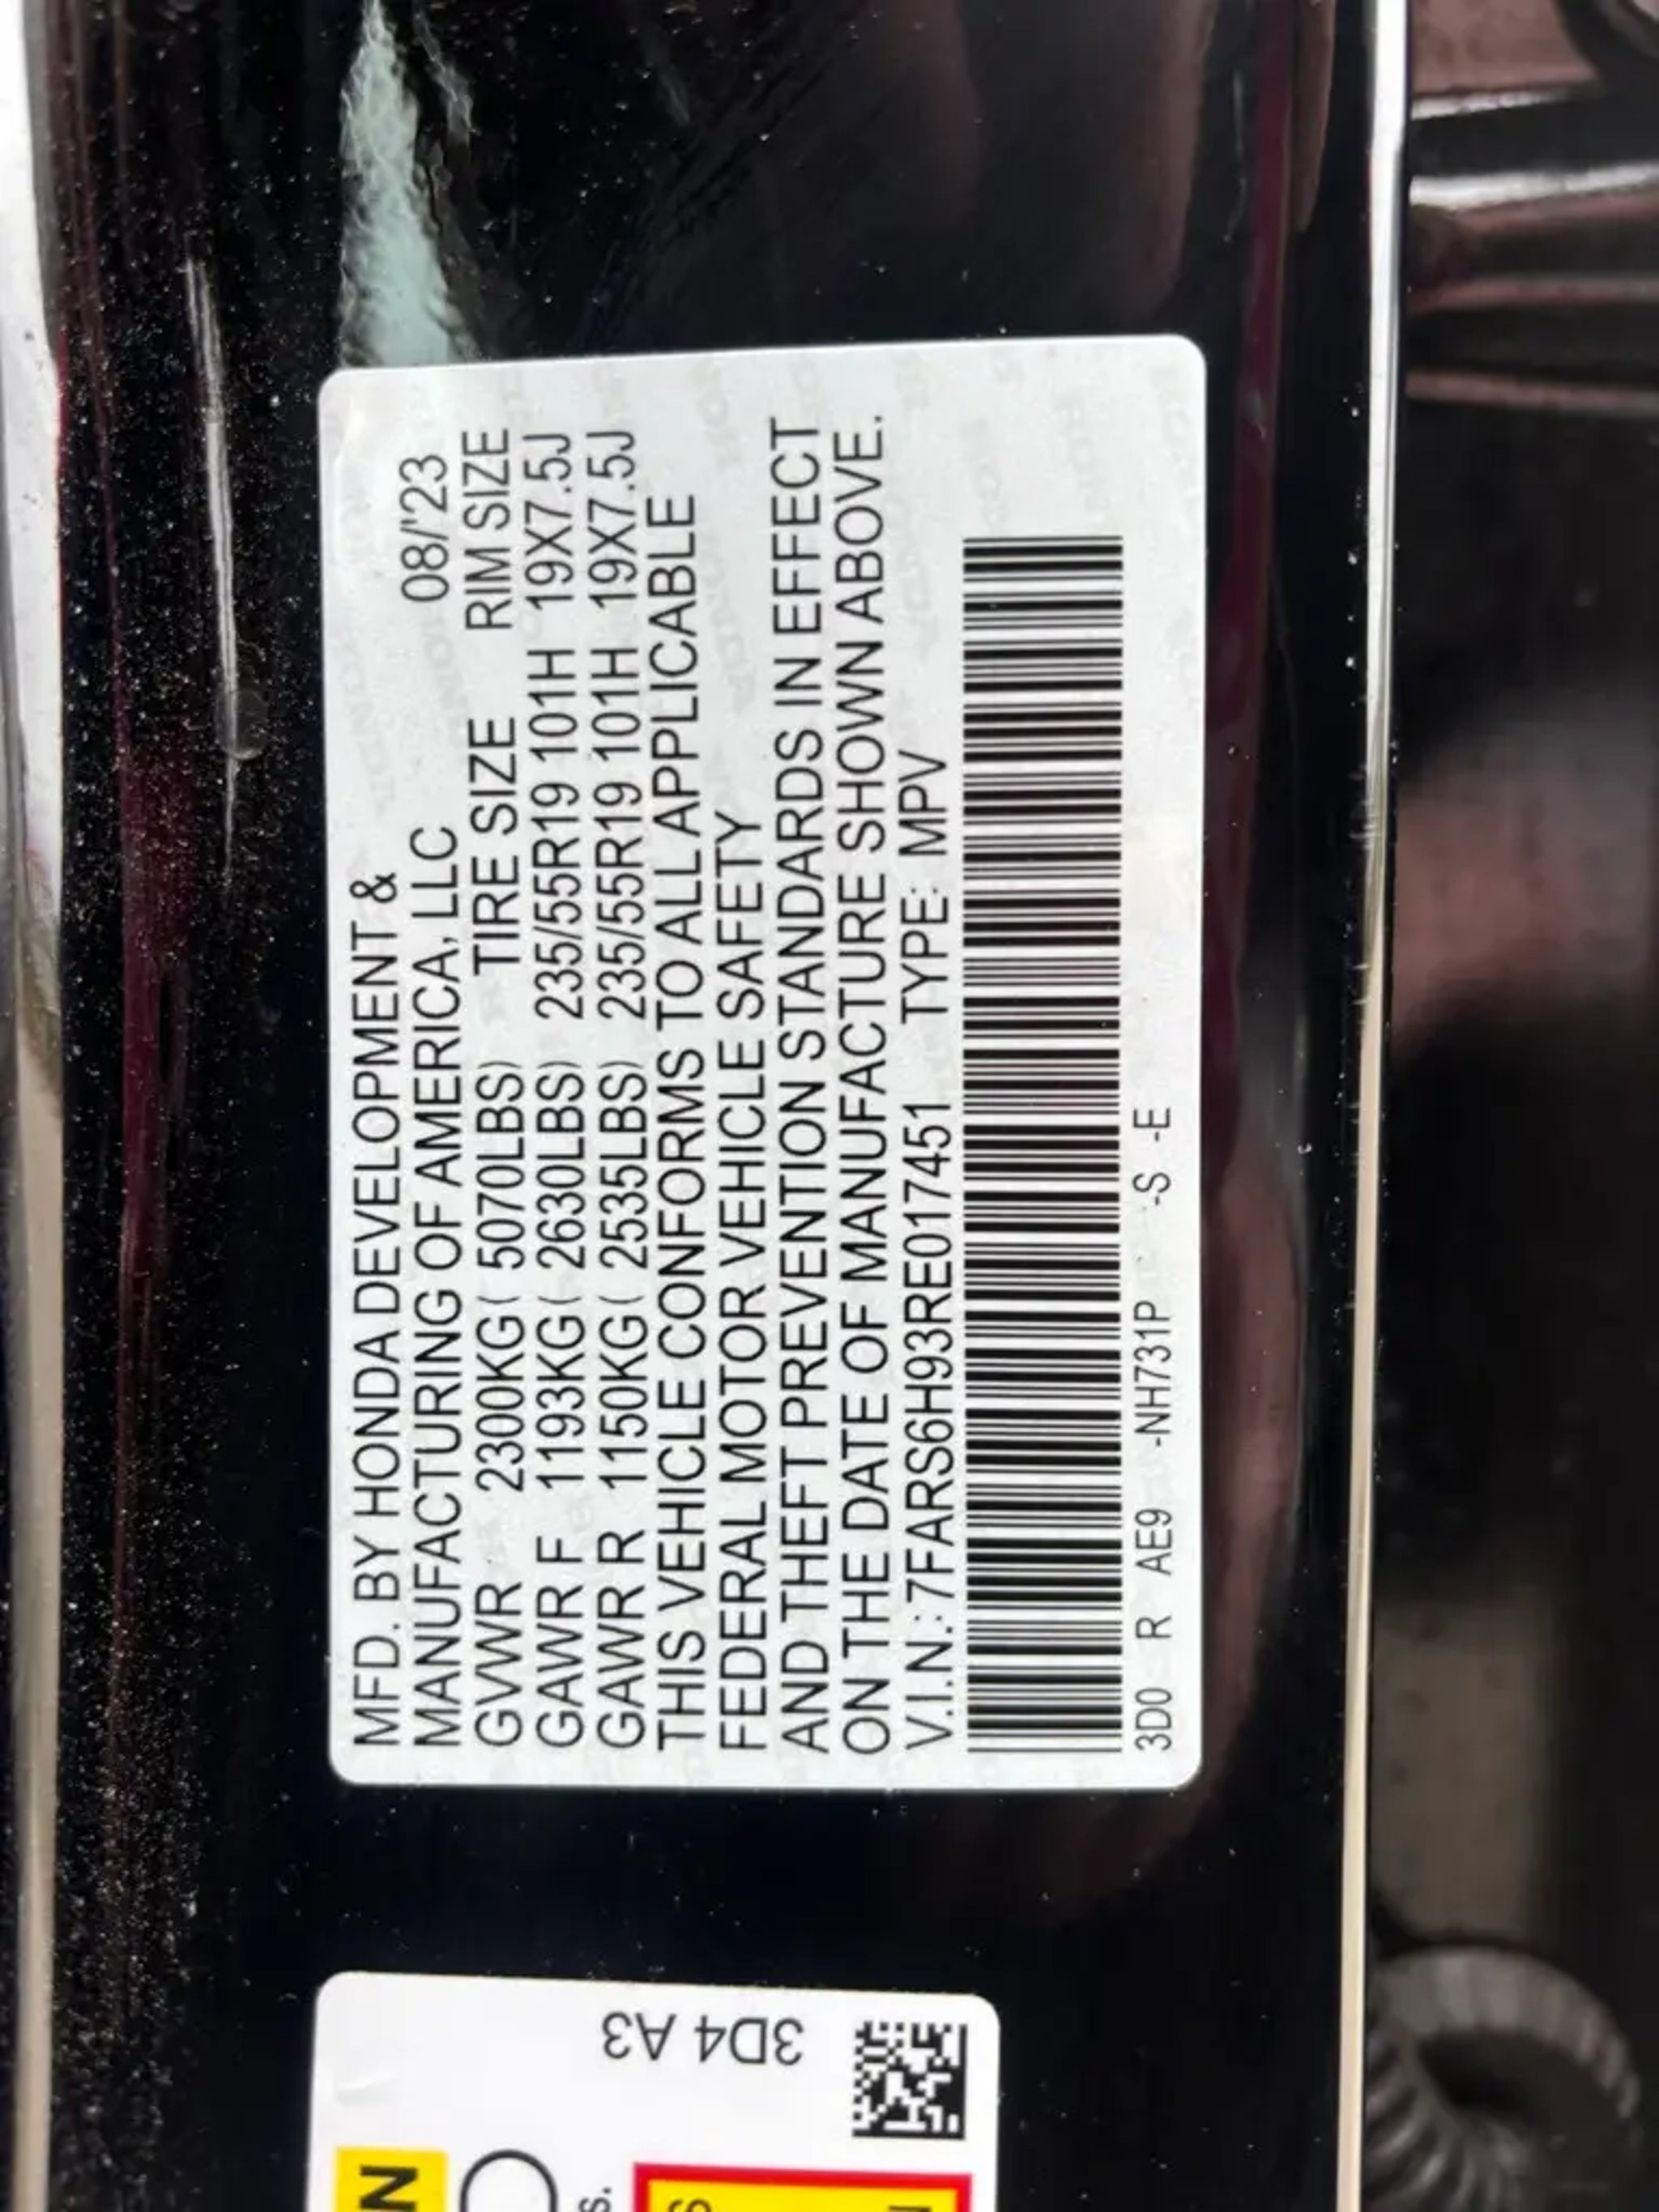 MFD. BY HONDA DEVELOPMENT &
MANUFACTURING OF AMERICA, LLC 08/'23
GVWR 2300KG ( 5070LBS) TIRE SIZE RIM SIZE
GAWR F 1193KG ( 2630LBS) 235/55R19 101H 19X7.5J
GAWR R 1150KG ( 2535LBS) 235/55R19 101H 19X7.5J
THIS VEHICLE CONFORMS TO ALL APPLICABLE
FEDERAL MOTOR VEHICLE SAFETY
AND THEFT PREVENTION STANDARDS IN EFFECT
ON THE DATE OF MANUFACTURE SHOWN ABOVE.
V.I.N.: 7FARS6H93RE017451 TYPE: MPV
3D0 R AE9 -NH731P -S -E
3D4 A3